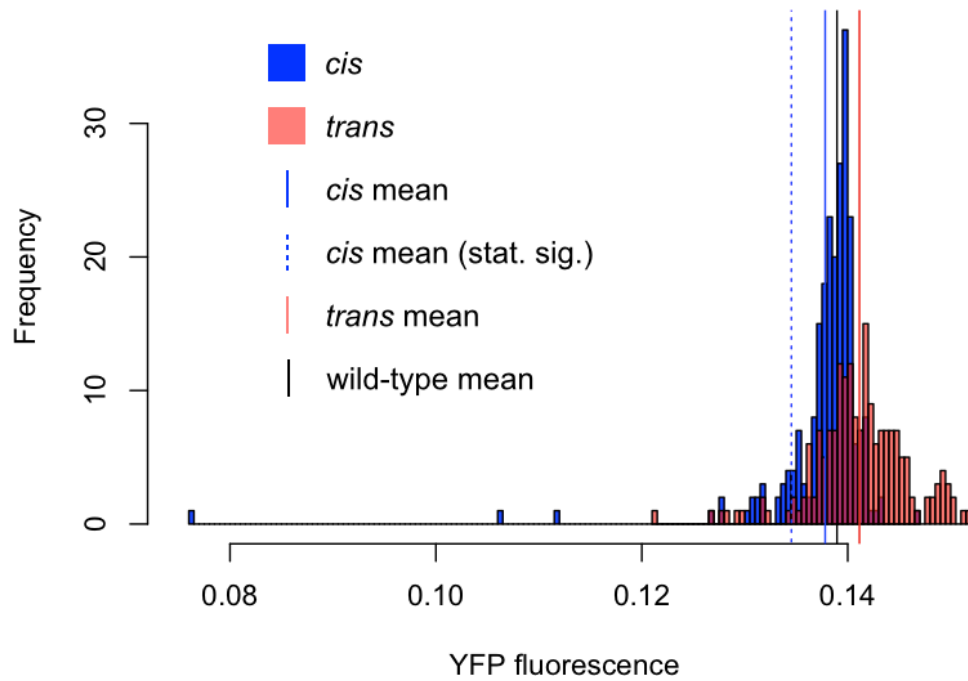 cis
trans
cis mean
cis mean (stat. sig.)
trans mean
wild-type mean
Frequency
30
20
10
0
0.08 0.10 0.12 0.14
YFP fluorescence